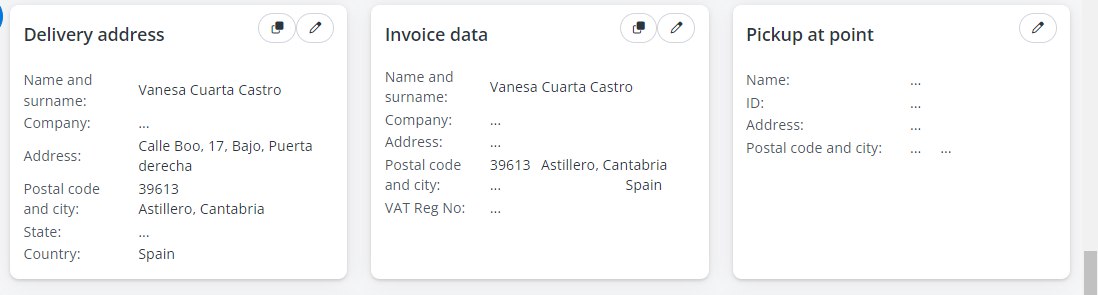 Delivery address
Name and
surname:
Vanesa Cuarta Castro
Company:
...
Address:
Calle Boo, 17, Bajo, Puerta
derecha
Postal code
and city:
39613
Astillero, Cantabria
State:
...
Country:
Spain
Invoice data
Name and
surname:
Vanesa Cuarta Castro
Company:
...
Address:
...
Postal code
and city:
39613 Astillero, Cantabria
... Spain
VAT Reg No:
...
Pickup at point
Name:
...
ID:
...
Address:
...
Postal code and city:
... ...